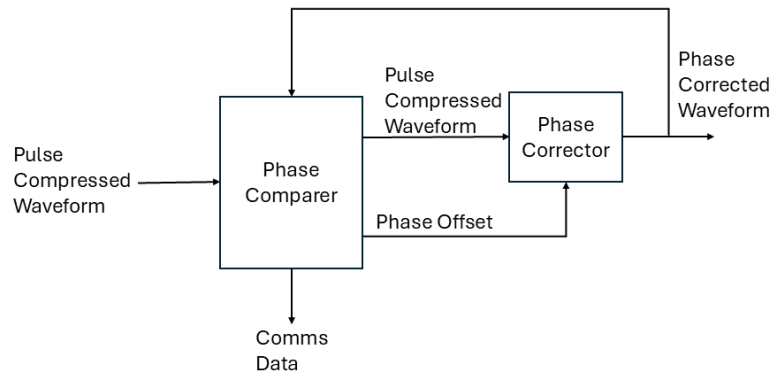 Pulse
Compressed
Waveform
Phase
Comparer
Pulse
Compressed
Waveform
Phase Offset
Phase
Corrector
Phase
Corrected
Waveform
Comms
Data